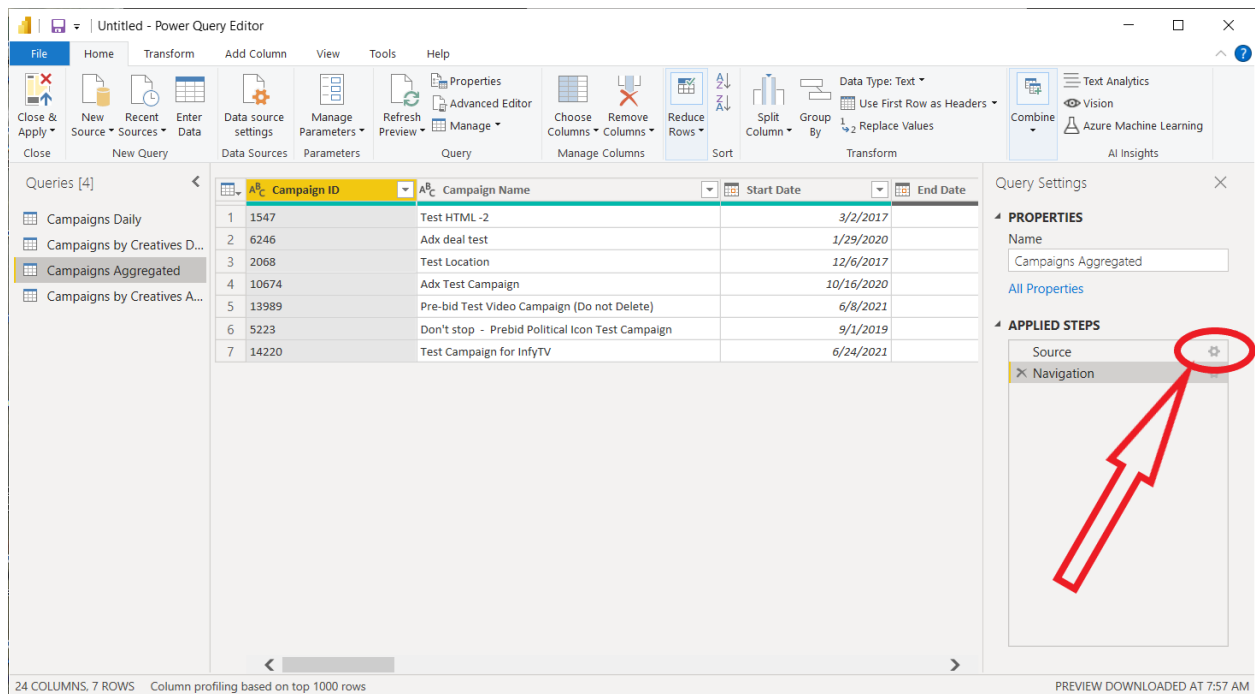 Untitled - Power Query Editor
File Home Transform Add Column View Tools Help
Close & Apply
New Source
Recent Sources
Enter Data
Data source settings
Manage Parameters
Refresh Preview
Properties
Advanced Editor
Manage
Choose Columns
Remove Columns
Reduce Rows
Split Column
Group By
Data Type: Text
Use First Row as Headers
Replace Values
Combine
Text Analytics
Vision
Azure Machine Learning
Close New Query Data Sources Parameters Query Manage Columns Sort Transform AI Insights
Queries [4]
Campaigns Daily
Campaigns by Creatives D...
Campaigns Aggregated
Campaigns by Creatives A...
Campaign ID Campaign Name Start Date End Date
1 1547 Test HTML -2 3/2/2017
2 6246 Adx deal test 1/29/2020
3 2068 Test Location 12/6/2017
4 10674 Adx Test Campaign 10/16/2020
5 13989 Pre-bid Test Video Campaign (Do not Delete) 6/8/2021
6 5223 Don't stop - Prebid Political Icon Test Campaign 9/1/2019
7 14220 Test Campaign for InfyTV 6/24/2021
Query Settings
PROPERTIES
Name
Campaigns Aggregated
All Properties
APPLIED STEPS
Source
Navigation
24 COLUMNS, 7 ROWS Column profiling based on top 1000 rows PREVIEW DOWNLOADED AT 7:57 AM